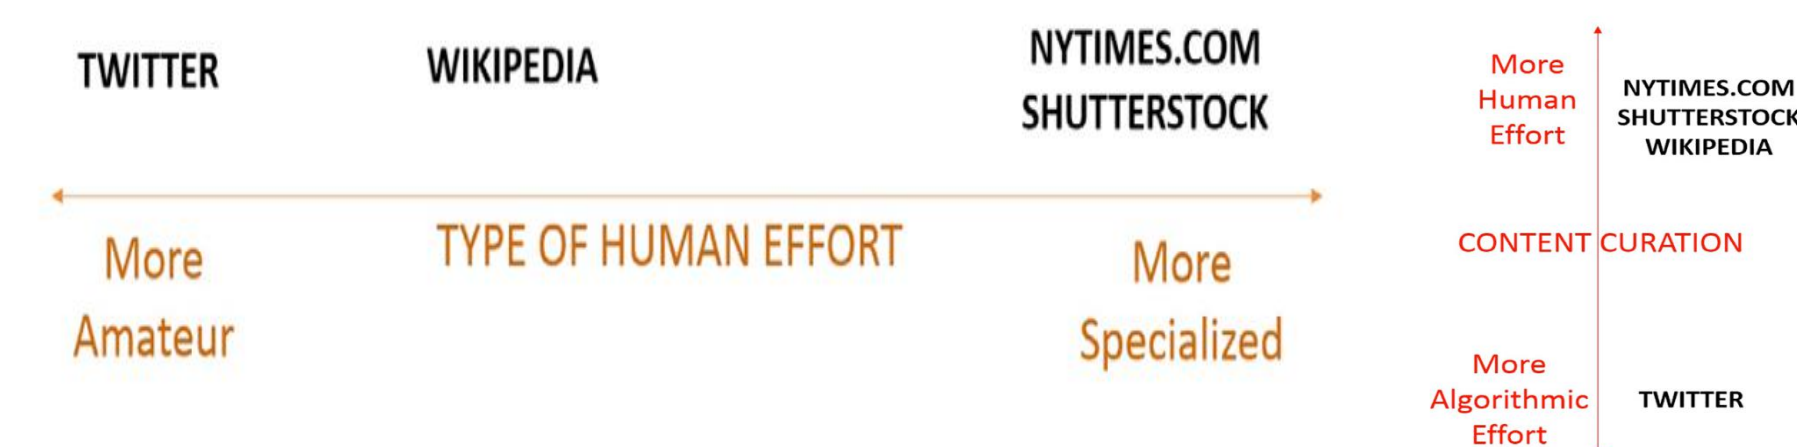 TWITTER
WIKIPEDIA
NYTIMES.COM
SHUTTERSTOCK
More
Amateur
TYPE OF HUMAN EFFORT
More
Specialized
More
Human
Effort
NYTIMES.COM
SHUTTERSTOCK
WIKIPEDIA
CONTENT CURATION
More
Algorithmic
Effort
TWITTER